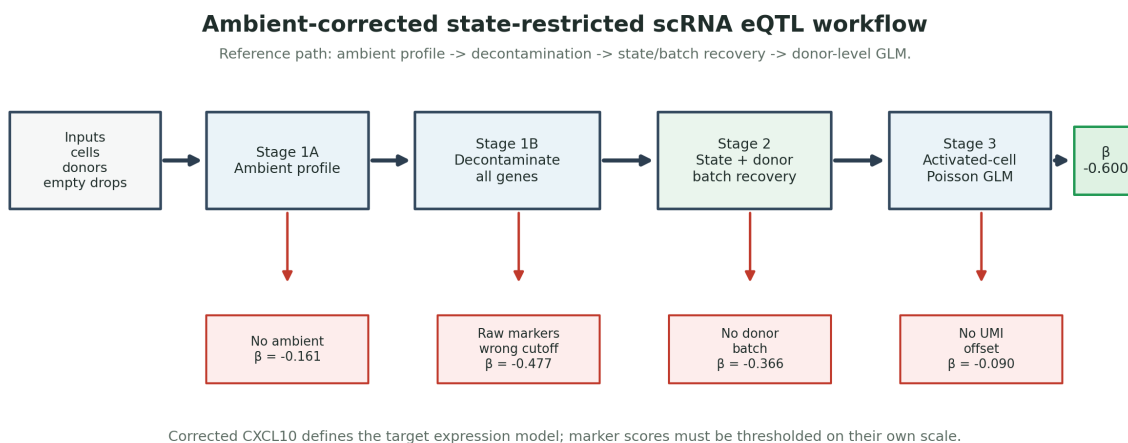 Ambient-corrected state-restricted scRNA eQTL workflow
Reference path: ambient profile -> decontamination -> state/batch recovery -> donor-level GLM.
Inputs
cells
donors
empty drops
Stage 1A
Ambient profile
Stage 1B
Decontaminate
all genes
Stage 2
State + donor
batch recovery
Stage 3
Activated-cell
Poisson GLM
β
-0.600
No ambient
β = -0.161
Raw markers
wrong cutoff
β = -0.477
No donor
batch
β = -0.366
No UMI
offset
β = -0.090
Corrected CXCL10 defines the target expression model; marker scores must be thresholded on their own scale.